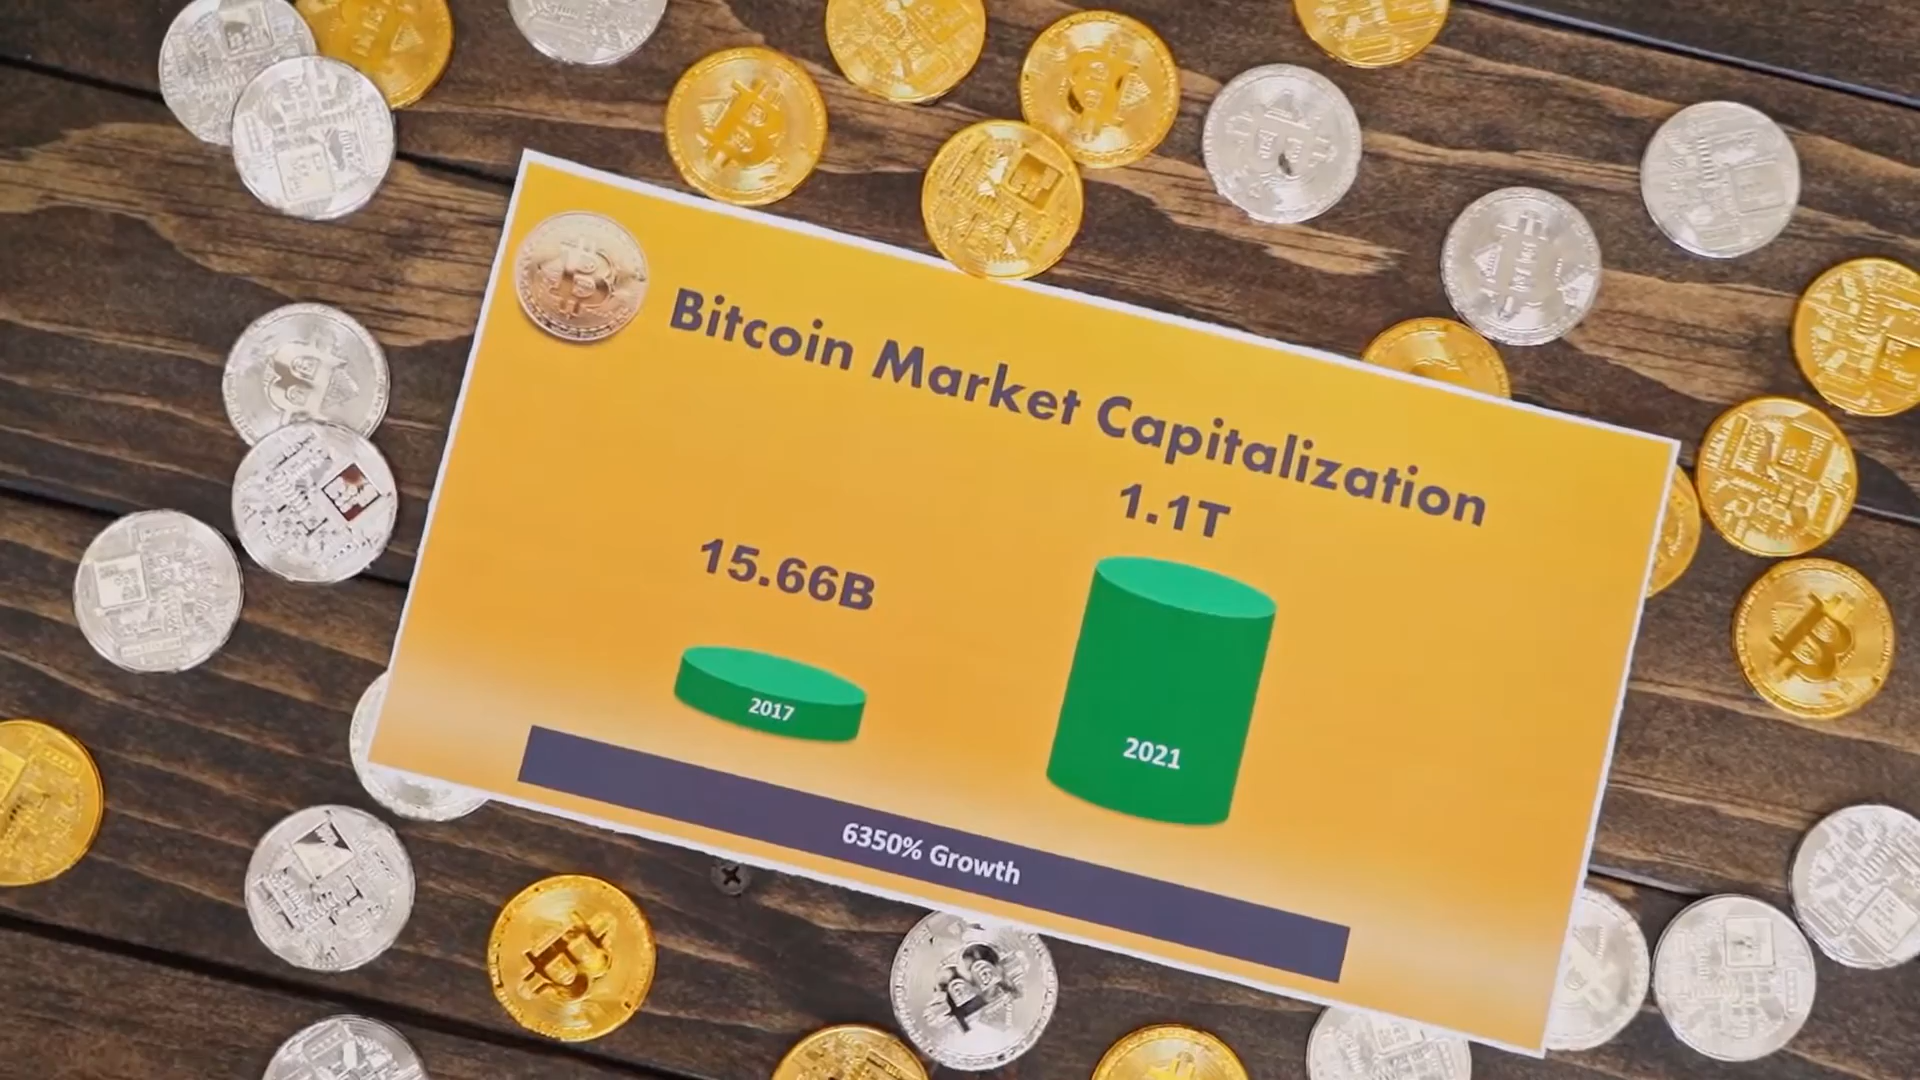 Bitcoin Market Capitalization
1.1T
15.66B
2017
2021
6350% Growth